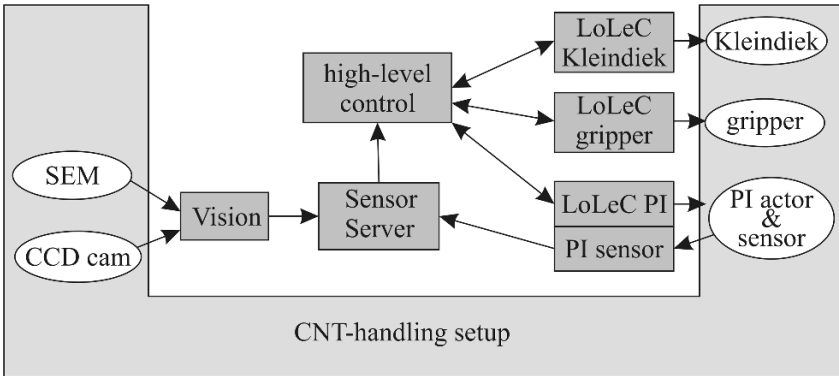 LoLeC
Kleindiek
Kleindiek
high-level
control
LoLeC
gripper
gripper
SEM
Vision
Sensor
Server
LoLeC PI
PI sensor
PI actor
&
sensor
CCD cam
CNT-handling setup